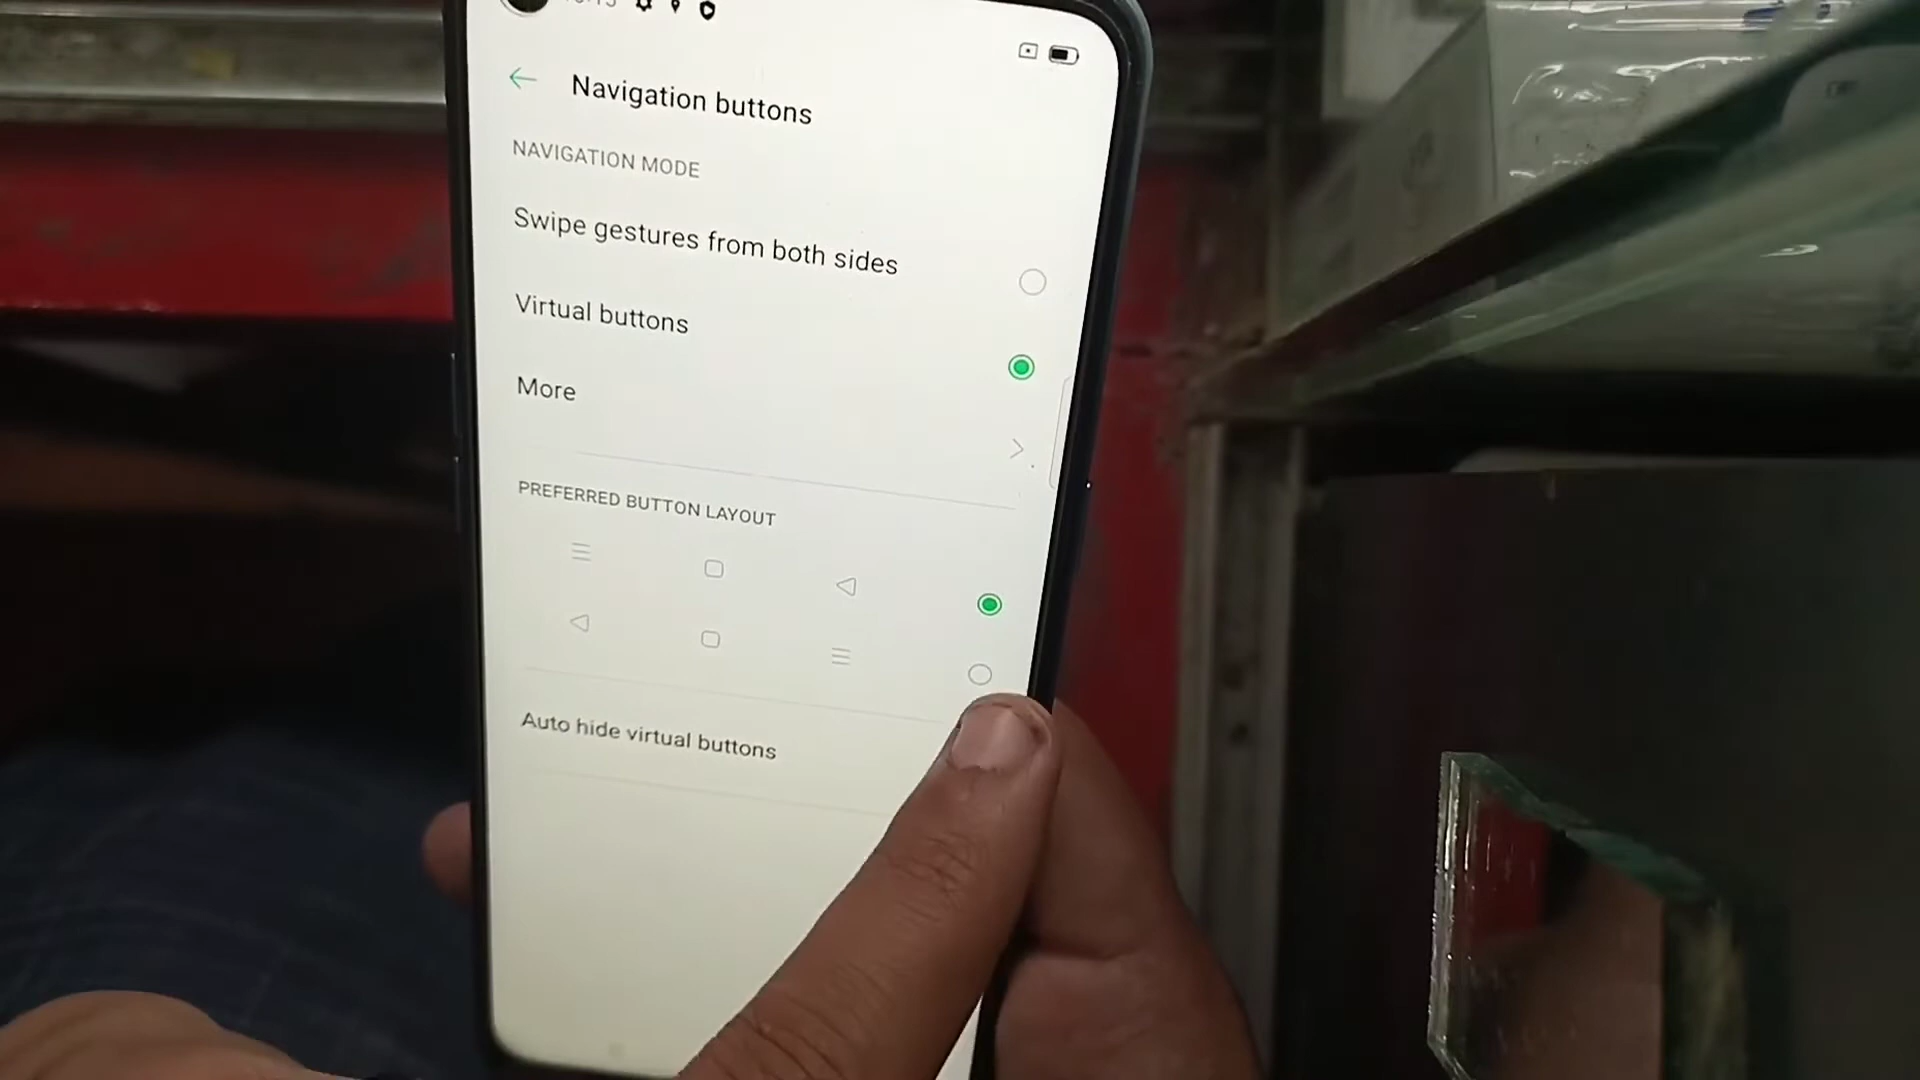 Navigation buttons
NAVIGATION MODE
Swipe gestures from both sides
Virtual buttons
More
PREFERRED BUTTON LAYOUT
Auto hide virtual buttons